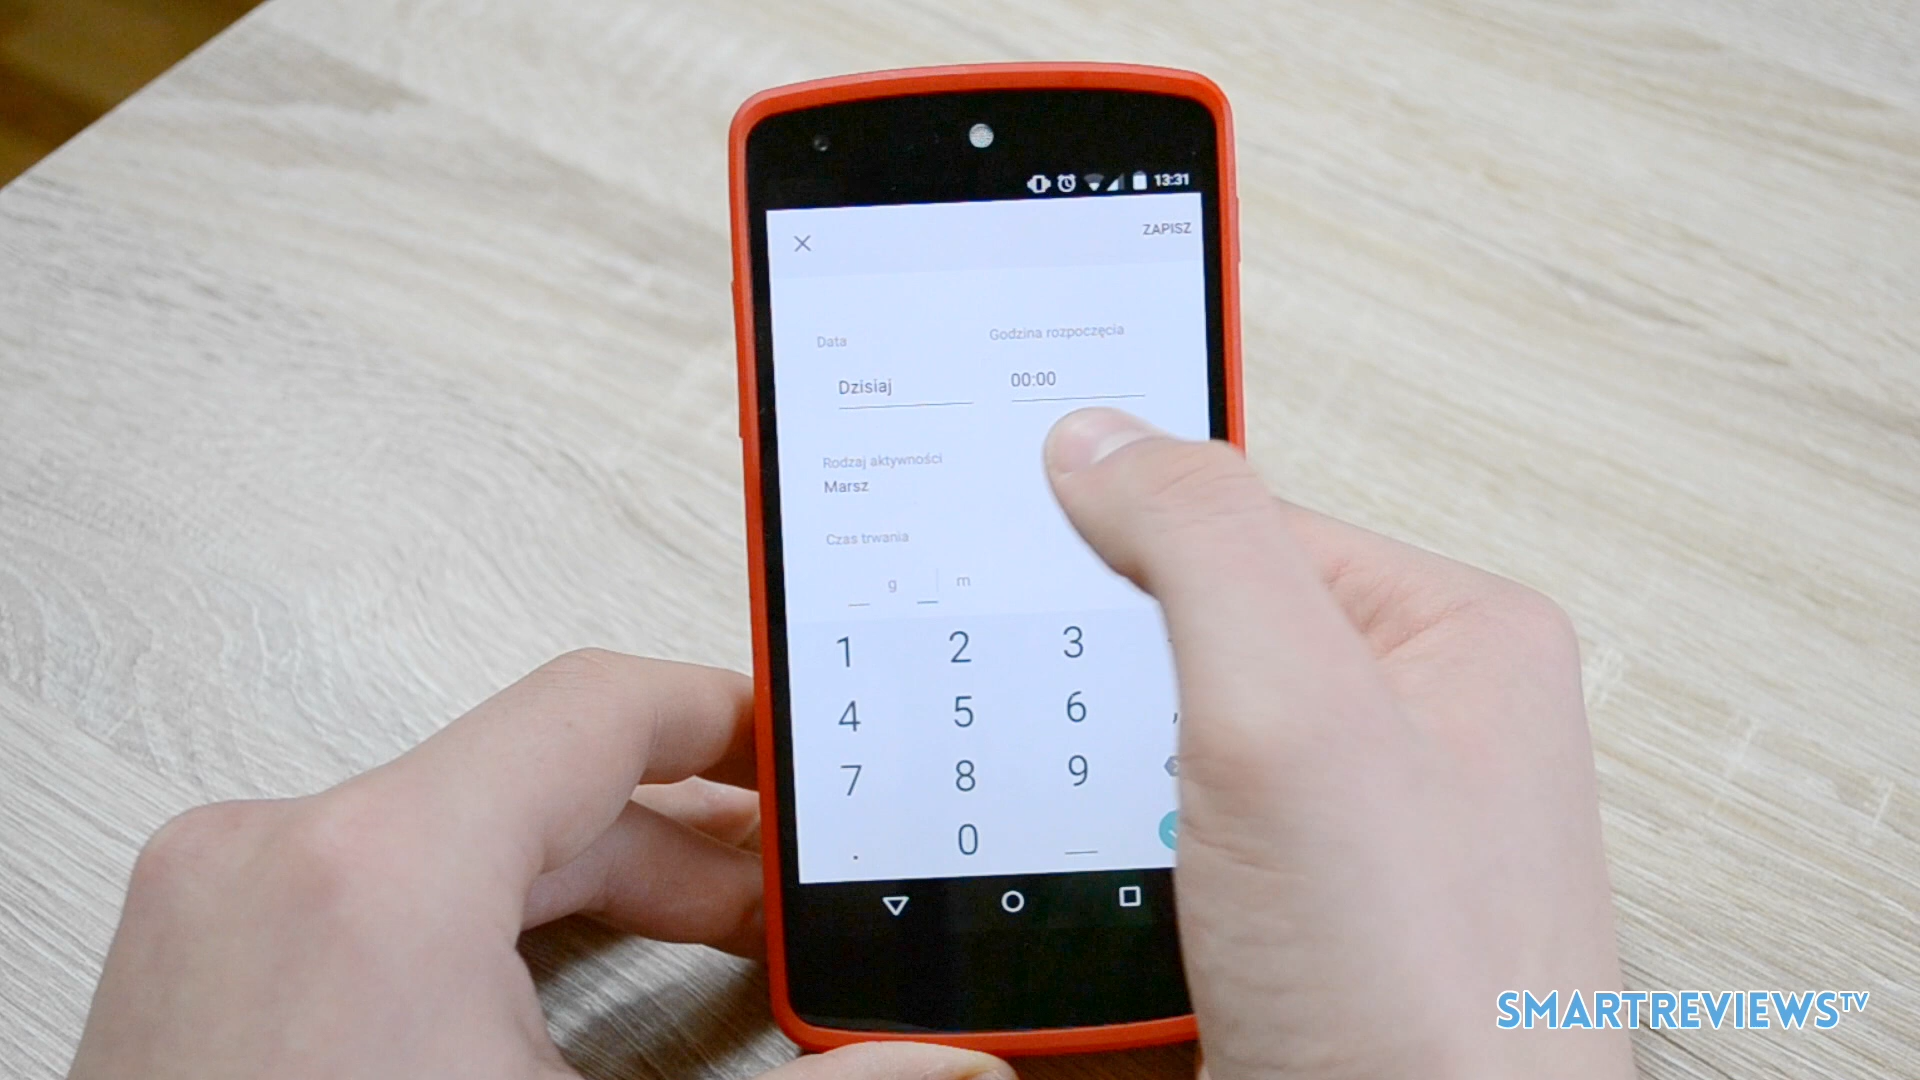 13:31
ZAPISZ
Data
Godzina rozpoczęcia
Dzisiaj
00:00
Rodzaj aktywności
Marsz
Czas trwania
g
m
1 2 3
4 5 6 ,
7 8 9
. 0 _
SMARTREVIEWSTV